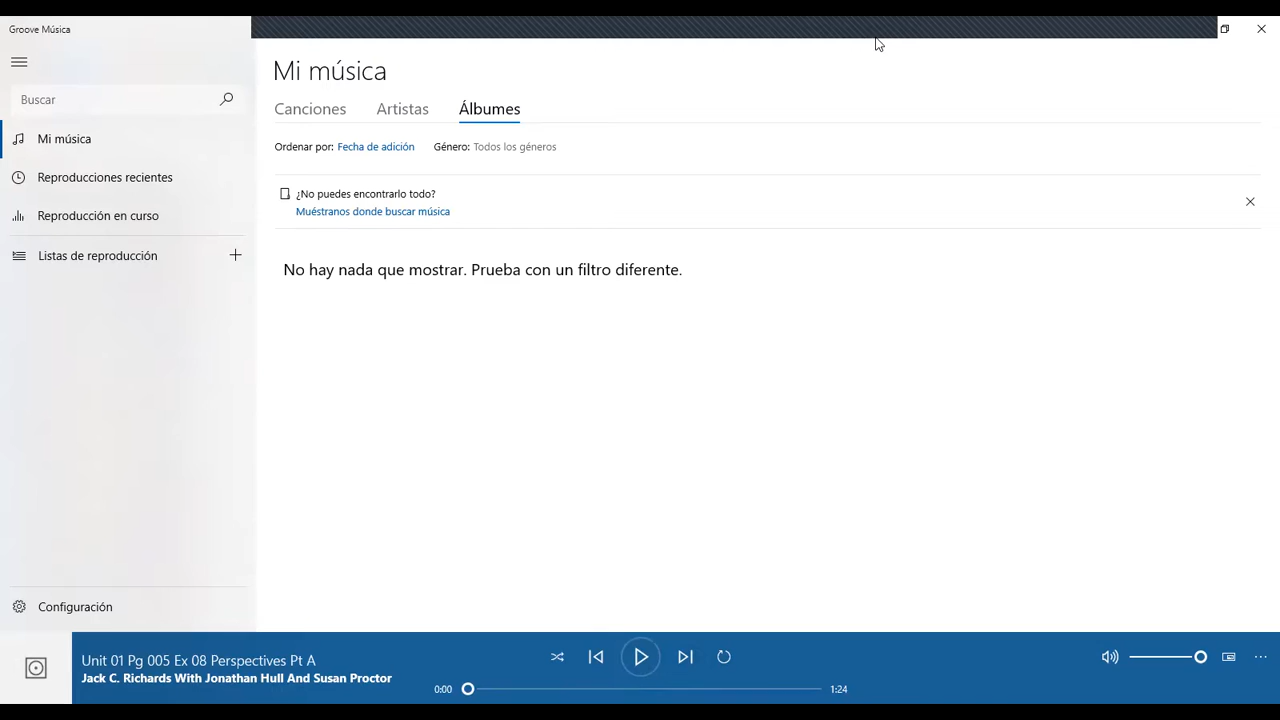 Groove Música
Buscar
Mi música
Reproducciones recientes
Reproducción en curso
Listas de reproducción
Configuración
Mi música
Canciones Artistas Álbumes
Ordenar por: Fecha de adición Género: Todos los géneros
¿No puedes encontrarlo todo?
Muéstranos donde buscar música
No hay nada que mostrar. Prueba con un filtro diferente.
Unit 01 Pg 005 Ex 08 Perspectives Pt A
Jack C. Richards With Jonathan Hull And Susan Proctor
0:00 1:24